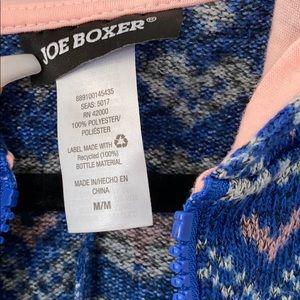 JOE BOXER®
889100145435
SEAS: 5017
RN 42000
100% POLYESTER/
POLIÉSTER
LABEL MADE WITH
Recycled (100%)
BOTTLE MATERIAL
MADE IN/HECHO EN
CHINA
M/M